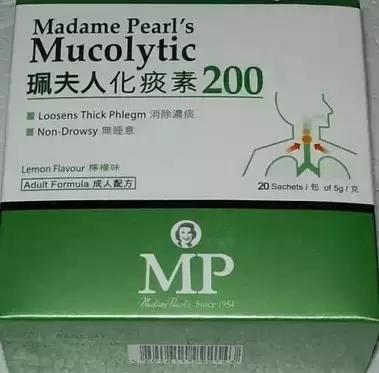 Madame Pearl's
Mucolytic
珮夫人化痰素200
Loosens Thick Phlegm 消除濃痰
Non-Drowsy 無睡意
Lemon Flavour 檸檬味
Adult Formula 成人配方
20 Sachets / 包 of 5g / 克
MP
Madame Pearl's Since 1954